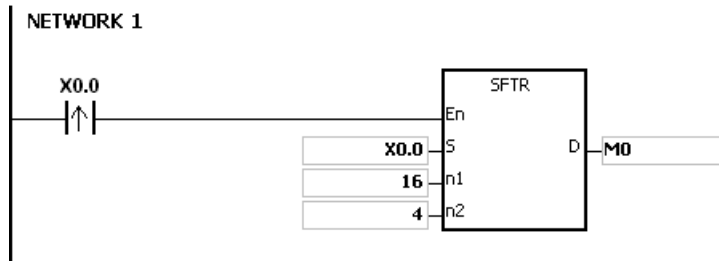 NETWORK 1
X0.0
SFTR
En
X0.0 S D M0
16 n1
4 n2